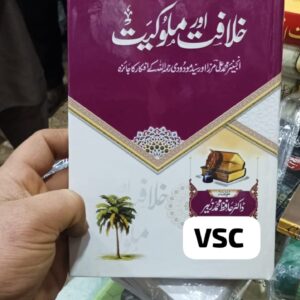 خلافت اور ملوکیت
انجینئر محمد علی مرزا اور سید مودودی رحمہ اللہ کے افکار کا جائزہ
ڈاکٹر حافظ محمد زبیر
VSC